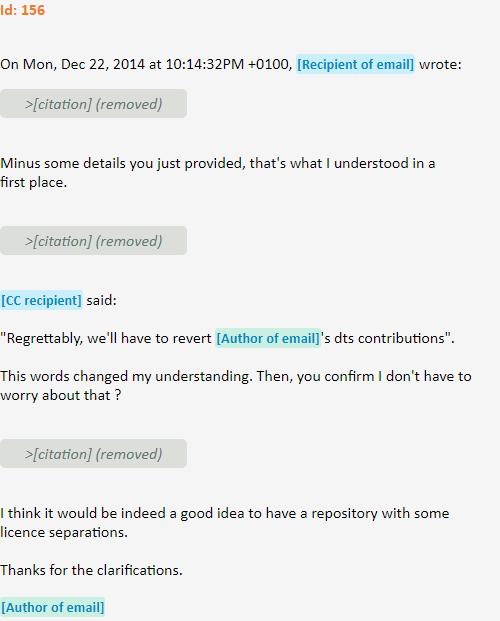 Id: 156
On Mon, Dec 22, 2014 at 10:14:32PM +0100, [Recipient of email] wrote:
>[citation] (removed)
Minus some details you just provided, that's what I understood in a
first place.
>[citation] (removed)
[CC recipient] said:
"Regrettably, we'll have to revert [Author of email]'s dts contributions".
This words changed my understanding. Then, you confirm I don't have to
worry about that ?
>[citation] (removed)
I think it would be indeed a good idea to have a repository with some
licence separations.
Thanks for the clarifications.
[Author of email]